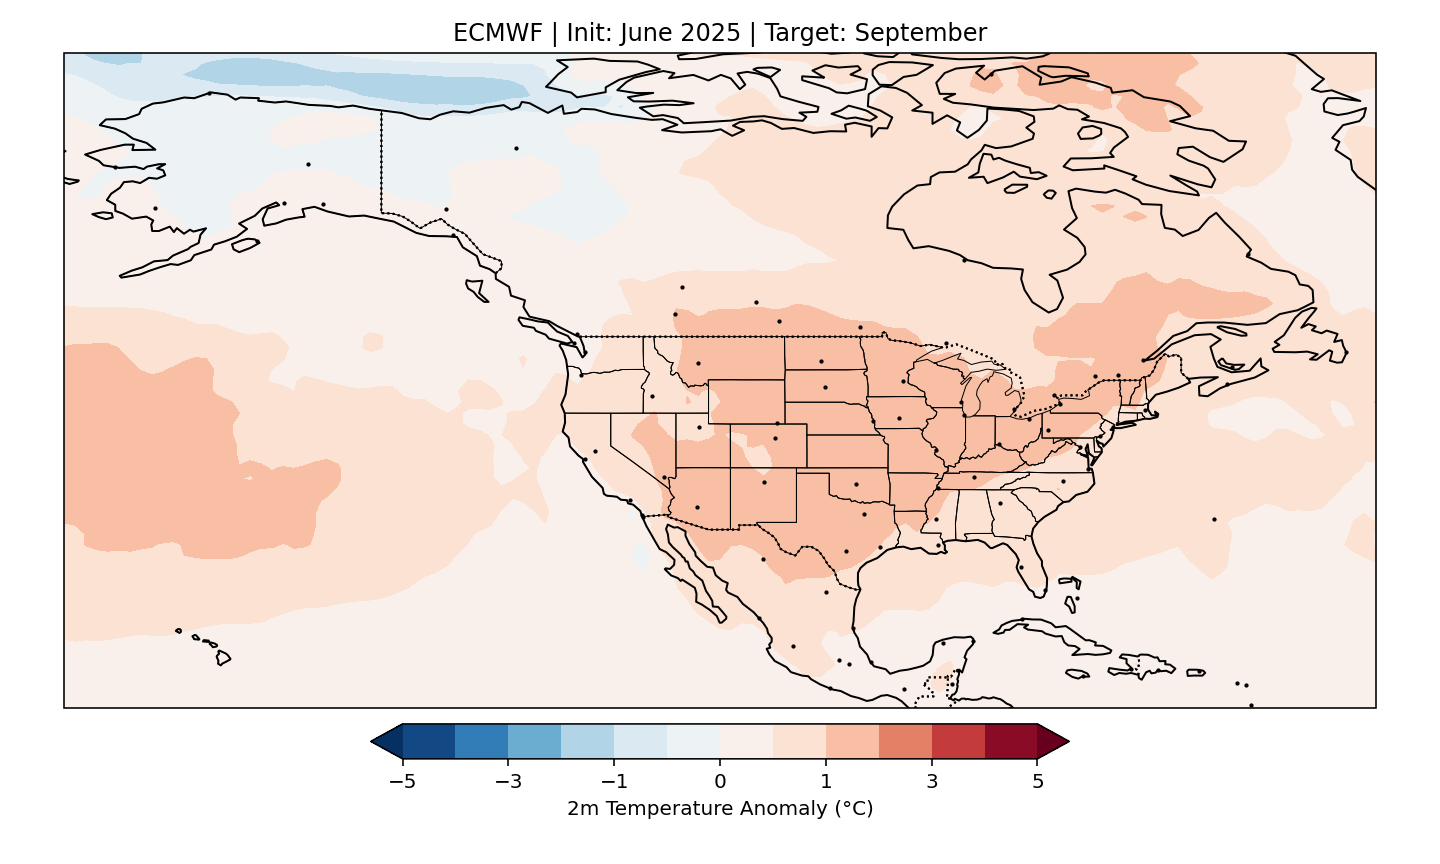 ECMWF | Init: June 2025 | Target: September
−5 −3 −1 0 1 3 5
2m Temperature Anomaly (°C)